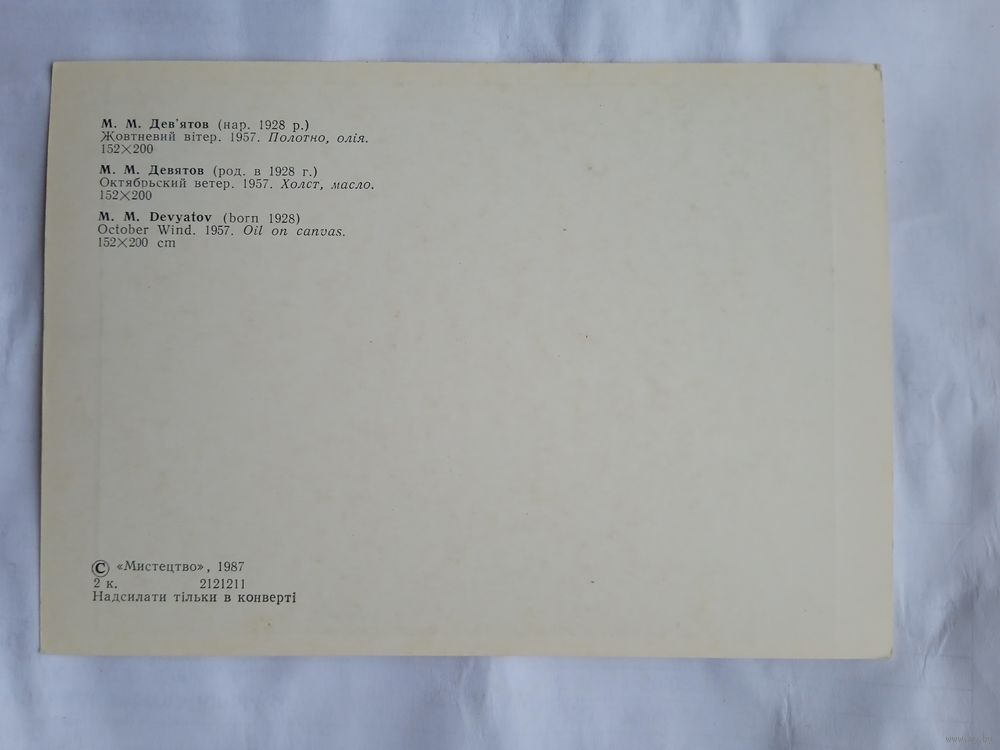 М. М. Дев'ятов (нар. 1928 р.)
Жовтневий вітер. 1957. Полотно, олія.
152×200
М. М. Девятов (род. в 1928 г.)
Октябрьский ветер. 1957. Холст, масло.
152×200
M. M. Devyatov (born 1928)
October Wind. 1957. Oil on canvas.
152×200 cm
© «Мистецтво», 1987
2 к. 2121211
Надсилати тільки в конверті